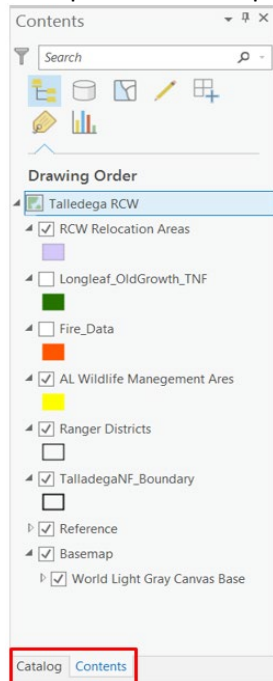 Contents
Search
Drawing Order
Talledega RCW
RCW Relocation Areas
Longleaf_OldGrowth_TNF
Fire_Data
AL Wildlife Manegement Ares
Ranger Districts
TalladegaNF_Boundary
Reference
Basemap
World Light Gray Canvas Base
Catalog Contents